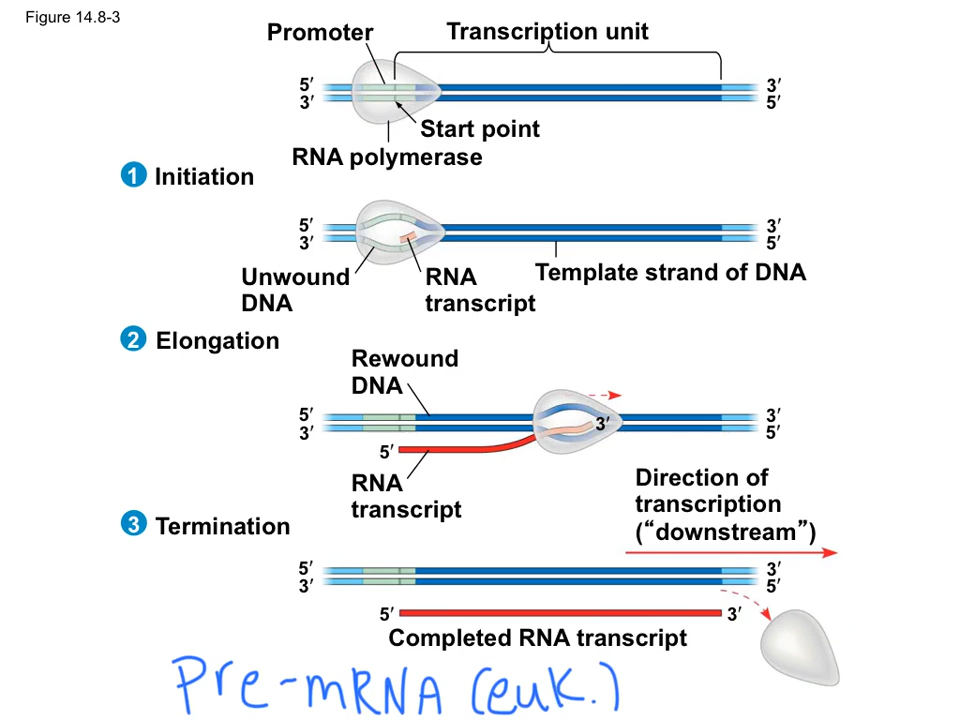 Figure 14.8-3
Promoter
Transcription unit
5′
3′
3′
5′
Start point
RNA polymerase
1 Initiation
5′
3′
3′
5′
Unwound
DNA
RNA
transcript
Template strand of DNA
2 Elongation
Rewound
DNA
5′
3′
3′
3′
5′
5′
RNA
transcript
Direction of
transcription
(“downstream”)
3 Termination
5′
3′
3′
5′
5′
3′
Completed RNA transcript
Pre-mRNA (euk.)